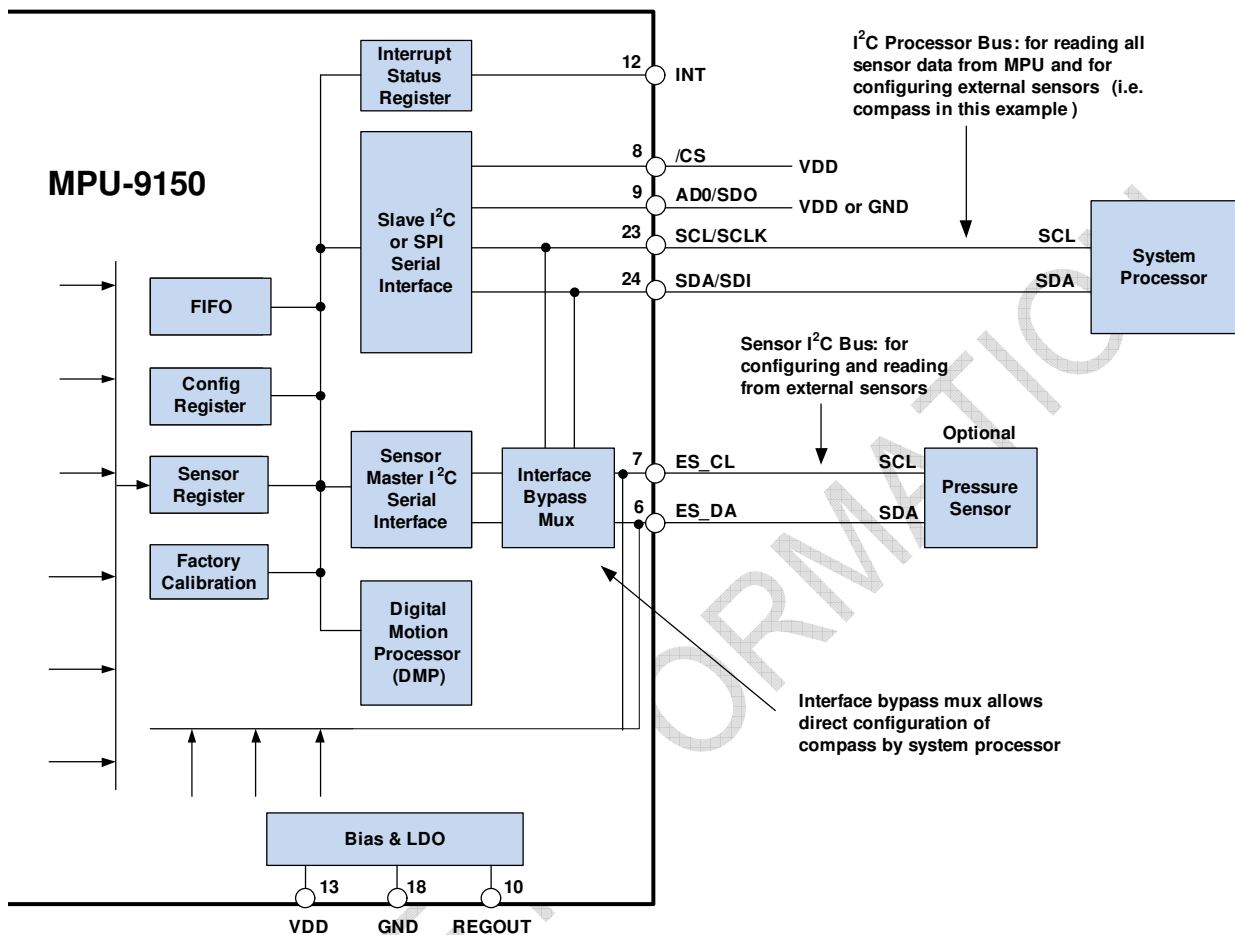 MPU-9150
Interrupt
Status
Register
12
INT
I²C Processor Bus: for reading all
sensor data from MPU and for
configuring external sensors (i.e.
compass in this example )
8
/CS
VDD
9
AD0/SDO
VDD or GND
Slave I²C
or SPI
Serial
Interface
23
SCL/SCLK
SCL
24
SDA/SDI
SDA
System
Processor
FIFO
Config
Register
Sensor
Register
Factory
Calibration
Sensor I²C Bus: for
configuring and reading
from external sensors
Sensor
Master I²C
Serial
Interface
Interface
Bypass
Mux
7
ES_CL
SCL
6
ES_DA
SDA
Optional
Pressure
Sensor
Digital
Motion
Processor
(DMP)
Interface bypass mux allows
direct configuration of
compass by system processor
Bias & LDO
13
18
10
VDD
GND
REGOUT